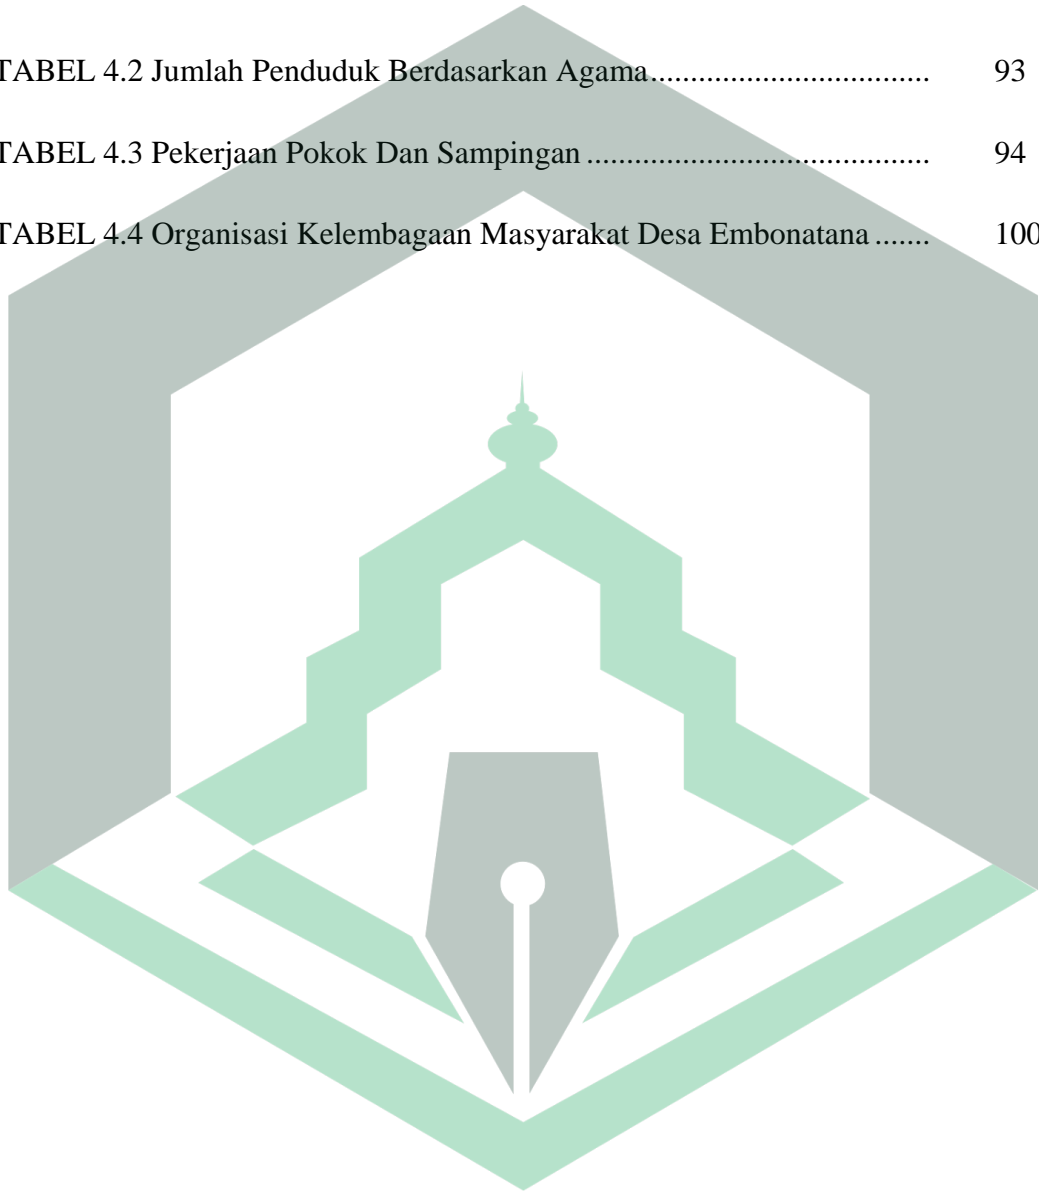 TABEL 4.2 Jumlah Penduduk Berdasarkan Agama.................................. 93
TABEL 4.3 Pekerjaan Pokok Dan Sampingan .......................................... 94
TABEL 4.4 Organisasi Kelembagaan Masyarakat Desa Embonatana ....... 100